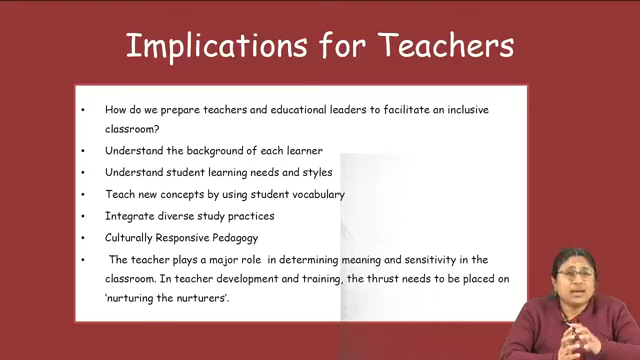 Implications for Teachers
• How do we prepare teachers and educational leaders to facilitate an inclusive
classroom?
• Understand the background of each learner
• Understand student learning needs and styles
• Teach new concepts by using student vocabulary
• Integrate diverse study practices
• Culturally Responsive Pedagogy
• The teacher plays a major role in determining meaning and sensitivity in the
classroom. In teacher development and training, the thrust needs to be placed on
‘nurturing the nurturers’.